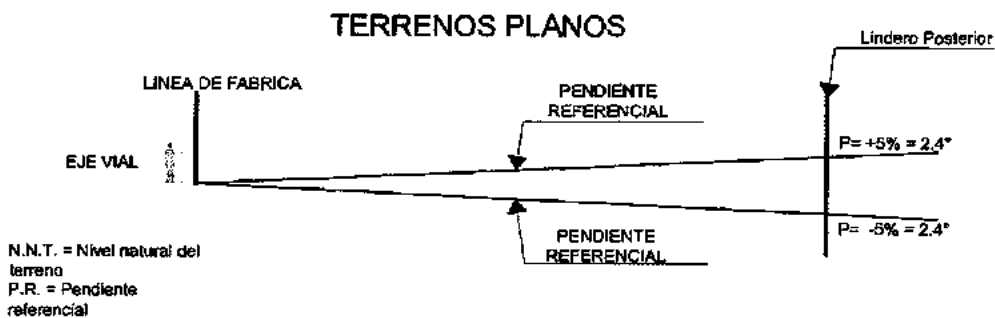 TERRENOS PLANOS
Lindero Posterior
LINEA DE FABRICA
PENDIENTE
REFERENCIAL
EJE VIAL
P= +5% = 2.4°
P= -5% = 2.4°
PENDIENTE
REFERENCIAL
N.N.T. = Nivel natural del
terreno
P.R. = Pendiente
referencial